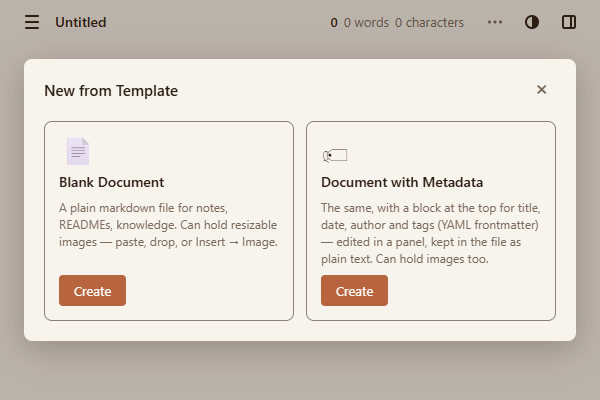 Untitled
0 0 words 0 characters
New from Template
Blank Document
A plain markdown file for notes,
READMEs, knowledge. Can hold resizable
images — paste, drop, or Insert → Image.
Create
Document with Metadata
The same, with a block at the top for title,
date, author and tags (YAML frontmatter)
— edited in a panel, kept in the file as
plain text. Can hold images too.
Create